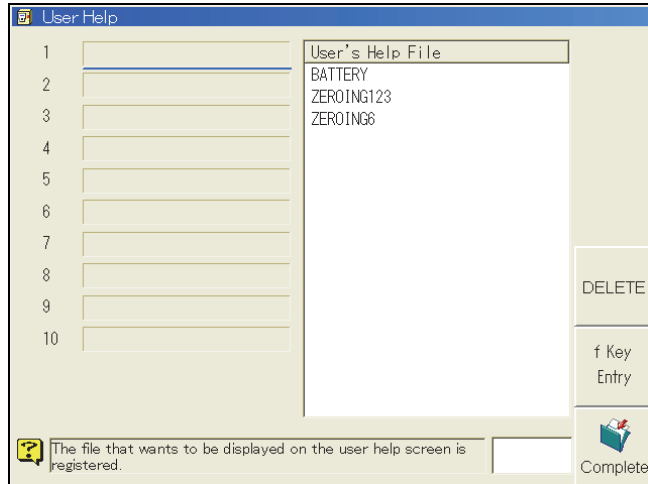 User Help
1
2
3
4
5
6
7
8
9
10
User's Help File
BATTERY
ZEROING123
ZEROING6
DELETE
f Key
Entry
Complete
The file that wants to be displayed on the user help screen is
registered.